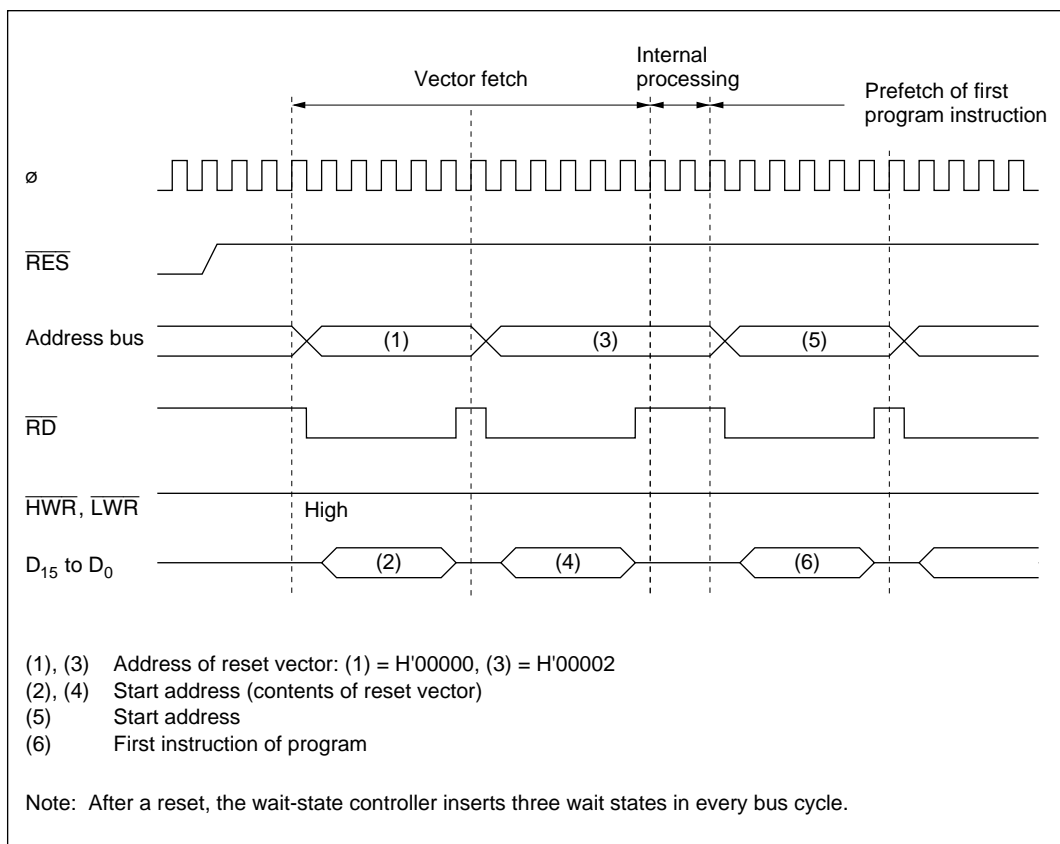 Internal
processing
Vector fetch
Prefetch of first
program instruction
ø
RES
Address bus
(1)
(3)
(5)
RD
HWR, LWR
High
D15 to D0
(2)
(4)
(6)
(1), (3) Address of reset vector: (1) = H'00000, (3) = H'00002
(2), (4) Start address (contents of reset vector)
(5) Start address
(6) First instruction of program
Note: After a reset, the wait-state controller inserts three wait states in every bus cycle.